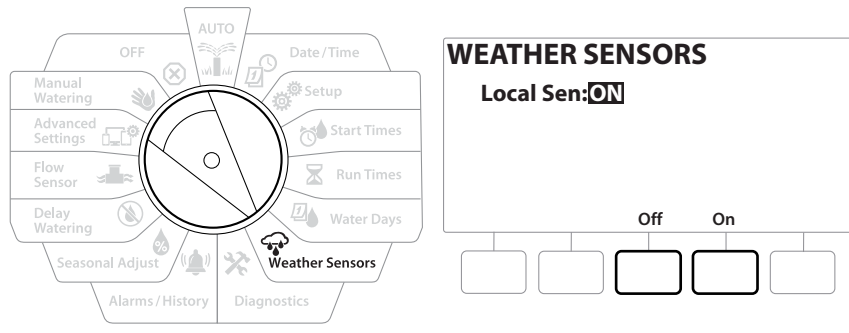 AUTO
Date/Time
Setup
Start Times
Run Times
Water Days
Weather Sensors
Diagnostics
Alarms/History
Seasonal Adjust
%
Delay
Watering
Flow
Sensor
Advanced
Settings
Manual
Watering
OFF
WEATHER SENSORS
Local Sen:ON
Off On